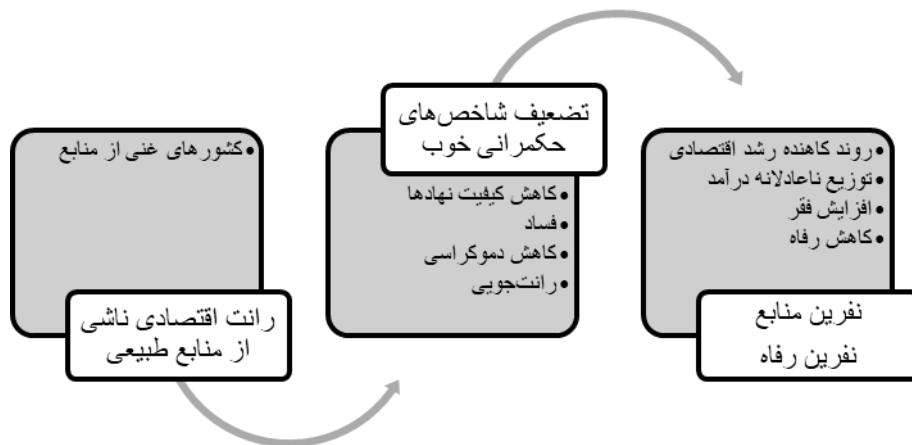 کشورهای غنی از منابع
رانت اقتصادی ناشی
از منابع طبیعی
تضعیف شاخص‌های
حکمرانی خوب
کاهش کیفیت نهادها
فساد
کاهش دموکراسی
رانت‌جویی
روند کاهنده رشد اقتصادی
توزیع ناعادلانه درآمد
افزایش فقر
کاهش رفاه
نفرین منابع
نفرین رفاه